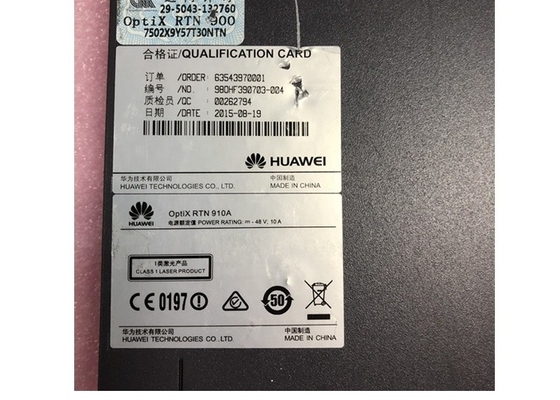 29-5043-132760
OptiX RTN 900
7502X9Y57T30NTN
合格证/QUALIFICATION CARD
订单 /ORDER: 63543970001
编号 /NO. : 980HF390703-004
质检员/QC : 00262794
日期 /DATE : 2015-08-19
HUAWEI
华为技术有限公司 中国制造
HUAWEI TECHNOLOGIES CO., LTD. MADE IN CHINA
HUAWEI
OptiX RTN 910A
电源额定值 POWER RATING: ⎓ - 48 V, 10 A
1类激光产品
CLASS 1 LASER PRODUCT
CE 0197 50
华为技术有限公司 中国制造
HUAWEI TECHNOLOGIES CO., LTD. MADE IN CHINA